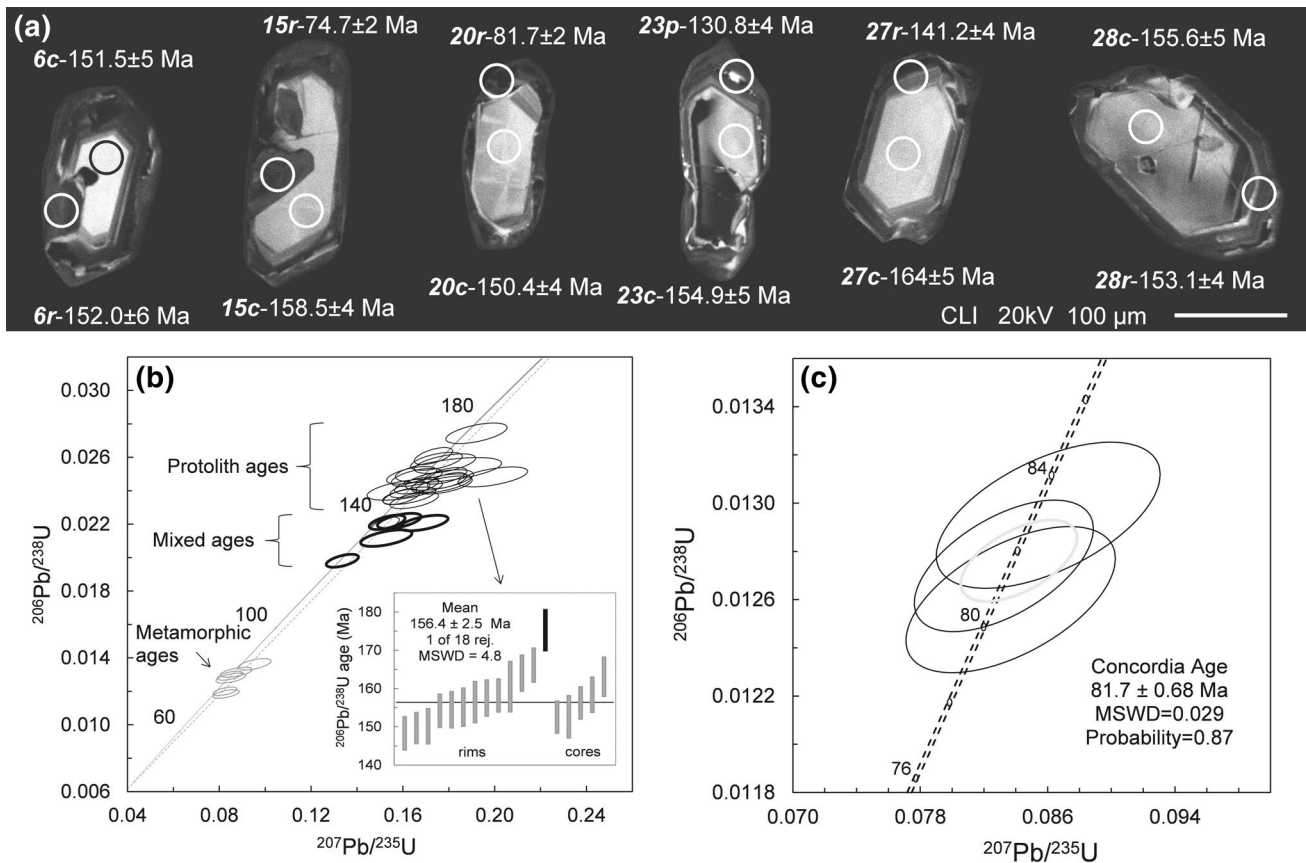 (a)
6c-151.5±5 Ma
15r-74.7±2 Ma
20r-81.7±2 Ma
23p-130.8±4 Ma
27r-141.2±4 Ma
28c-155.6±5 Ma
6r-152.0±6 Ma
15c-158.5±4 Ma
20c-150.4±4 Ma
23c-154.9±5 Ma
27c-164±5 Ma
28r-153.1±4 Ma
CLI 20kV 100 µm
(b)
206Pb/238U
0.030
0.026
0.022
0.018
0.014
0.010
0.006
0.04
0.08
0.12
0.16
0.20
0.24
207Pb/235U
180
Protolith ages
140
Mixed ages
100
Metamorphic
ages
60
206Pb/238U age (Ma)
180
170
160
150
140
Mean
156.4 ± 2.5 Ma
1 of 18 rej.
MSWD = 4.8
rims
cores
(c)
206Pb/238U
0.0134
0.0130
0.0126
0.0122
0.0118
0.070
0.078
0.086
0.094
207Pb/235U
84
80
76
Concordia Age
81.7 ± 0.68 Ma
MSWD=0.029
Probability=0.87